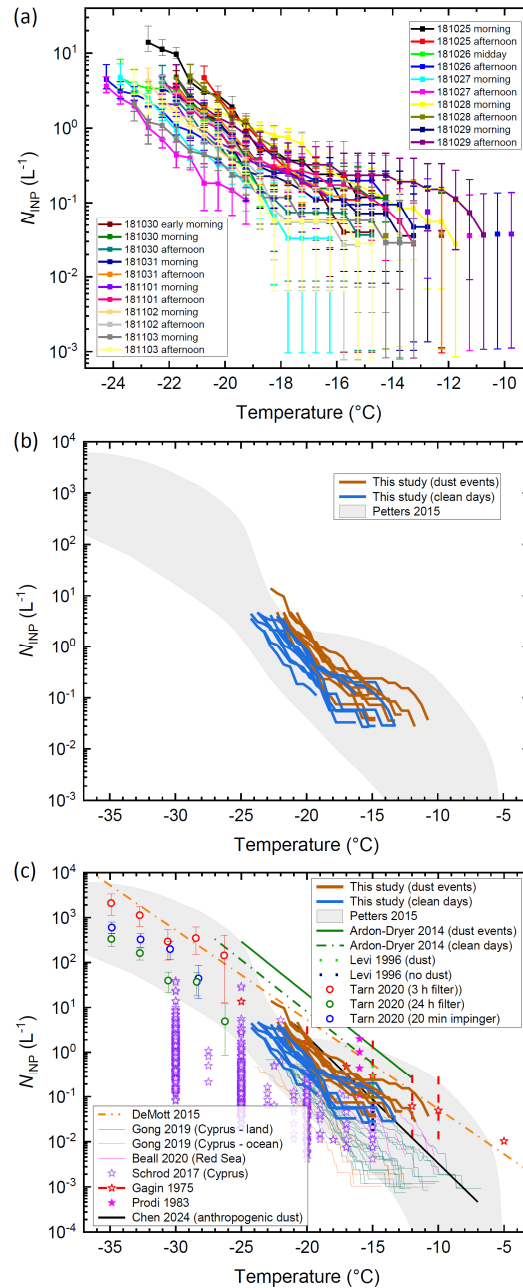 (a)
181025 morning
181025 afternoon
181026 midday
181026 afternoon
181027 morning
181027 afternoon
181028 morning
181028 afternoon
181029 morning
181029 afternoon
181030 early morning
181030 morning
181030 afternoon
181031 morning
181031 afternoon
181101 morning
181101 afternoon
181102 morning
181102 afternoon
181103 morning
181103 afternoon
10¹
10⁰
10⁻¹
10⁻²
10⁻³
N_INP (L⁻¹)
-24 -22 -20 -18 -16 -14 -12 -10
Temperature (°C)
(b)
This study (dust events)
This study (clean days)
Petters 2015
10⁴
10³
10²
10¹
10⁰
10⁻¹
10⁻²
10⁻³
N_INP (L⁻¹)
-35 -30 -25 -20 -15 -10 -5
Temperature (°C)
(c)
This study (dust events)
This study (clean days)
Petters 2015
Ardon-Dryer 2014 (dust events)
Ardon-Dryer 2014 (clean days)
Levi 1996 (dust)
Levi 1996 (no dust)
Tarn 2020 (3 h filter))
Tarn 2020 (24 h filter)
Tarn 2020 (20 min impinger)
DeMott 2015
Gong 2019 (Cyprus - land)
Gong 2019 (Cyprus - ocean)
Beall 2020 (Red Sea)
Schrod 2017 (Cyprus)
Gagin 1975
Prodi 1983
Chen 2024 (anthropogenic dust)
10⁴
10³
10²
10¹
10⁰
10⁻¹
10⁻²
10⁻³
10⁻⁴
N_INP (L⁻¹)
-35 -30 -25 -20 -15 -10 -5
Temperature (°C)